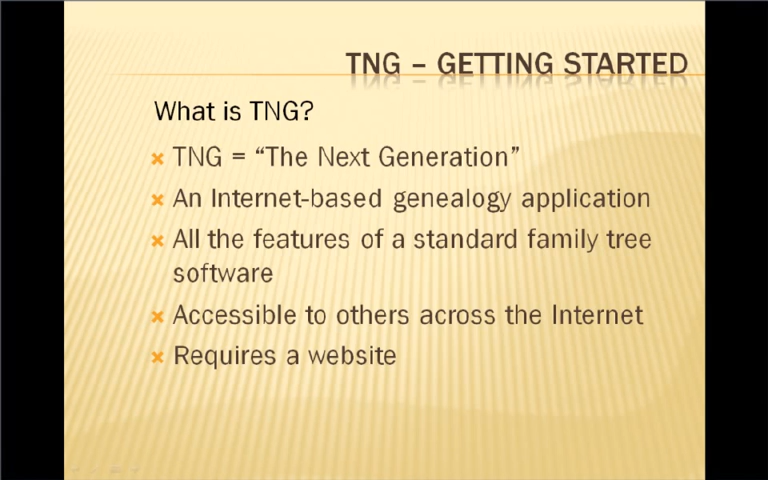 TNG – GETTING STARTED
What is TNG?
TNG = “The Next Generation”
An Internet-based genealogy application
All the features of a standard family tree
software
Accessible to others across the Internet
Requires a website